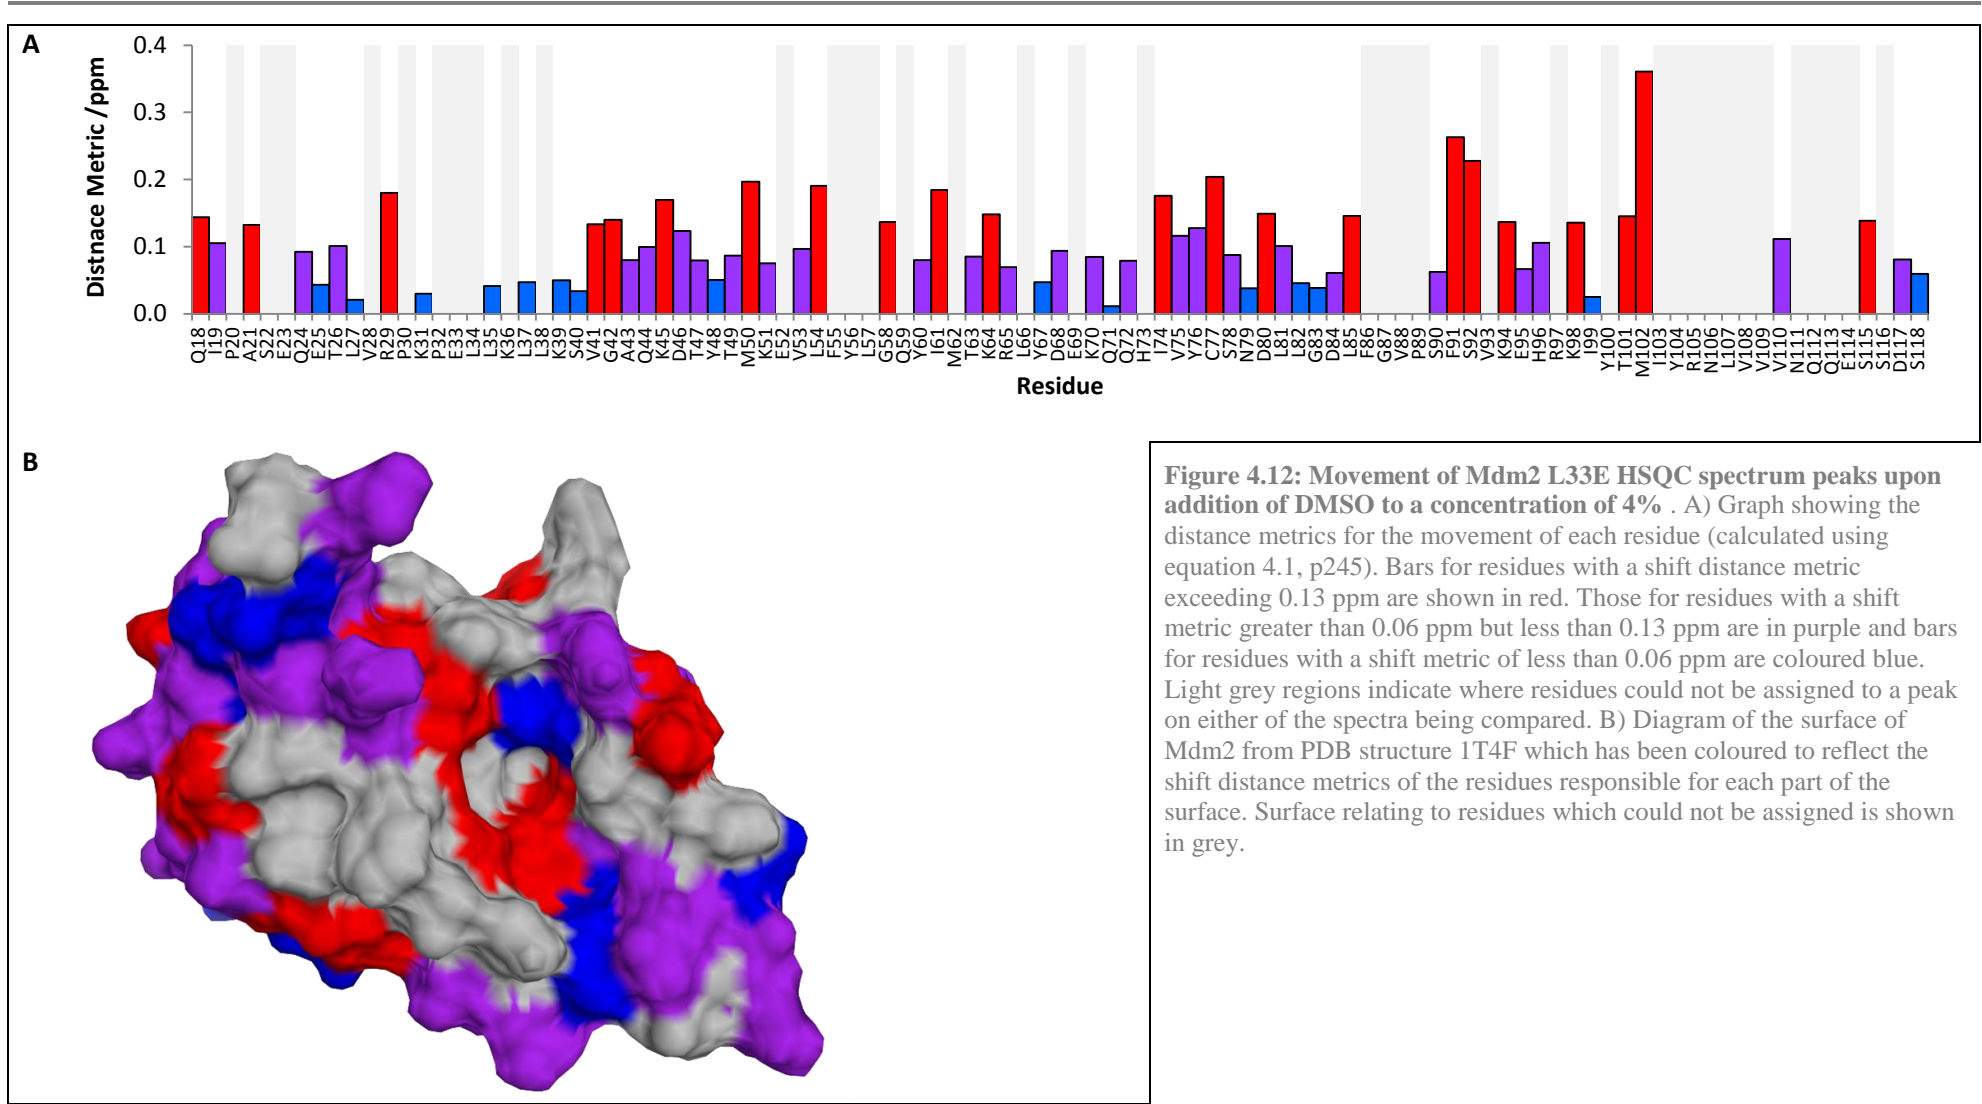 A
0.4
0.3
0.2
0.1
0.0
Distnace Metric /ppm
Q18 I19 P20 A21 S22 E23 Q24 E25 T26 L27 V28 R29 P30 K31 P32 E33 L34 L35 K36 L37 L38 K39 S40 V41 G42 A43 Q44 K45 D46 T47 Y48 T49 M50 K51 E52 V53 L54 F55 Y56 L57 G58 Q59 Y60 I61 M62 T63 K64 R65 L66 Y67 D68 E69 K70 Q71 Q72 H73 I74 V75 Y76 C77 S78 N79 D80 L81 L82 G83 D84 L85 F86 G87 V88 P89 S90 F91 S92 V93 K94 E95 H96 R97 K98 I99 Y100 T101 M102 I103 Y104 R105 N106 L107 V108 V109 V110 N111 Q112 Q113 E114 S115 S116 D117 S118
Residue
B
Figure 4.12: Movement of Mdm2 L33E HSQC spectrum peaks upon
addition of DMSO to a concentration of 4% . A) Graph showing the
distance metrics for the movement of each residue (calculated using
equation 4.1, p245). Bars for residues with a shift distance metric
exceeding 0.13 ppm are shown in red. Those for residues with a shift
metric greater than 0.06 ppm but less than 0.13 ppm are in purple and bars
for residues with a shift metric of less than 0.06 ppm are coloured blue.
Light grey regions indicate where residues could not be assigned to a peak
on either of the spectra being compared. B) Diagram of the surface of
Mdm2 from PDB structure 1T4F which has been coloured to reflect the
shift distance metrics of the residues responsible for each part of the
surface. Surface relating to residues which could not be assigned is shown
in grey.